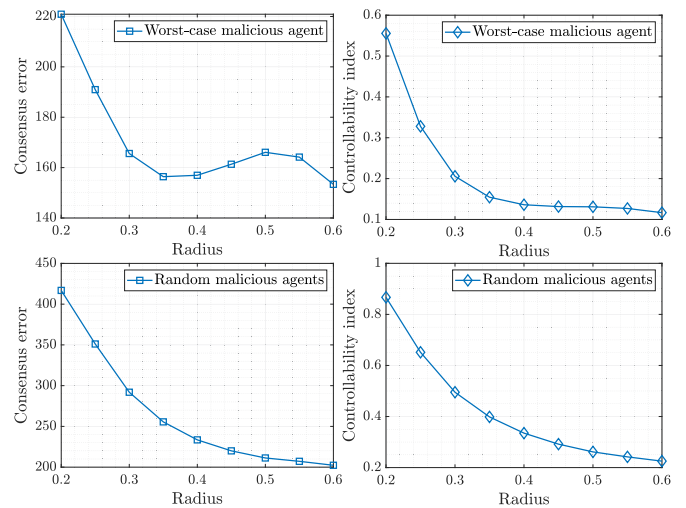 Worst-case malicious agent
Consensus error
220
200
180
160
140
0.2 0.3 0.4 0.5 0.6
Radius
Worst-case malicious agent
Controllability index
0.6
0.5
0.4
0.3
0.2
0.1
0.2 0.3 0.4 0.5 0.6
Radius
Random malicious agents
Consensus error
450
400
350
300
250
200
0.2 0.3 0.4 0.5 0.6
Radius
Random malicious agents
Controllability index
1
0.8
0.6
0.4
0.2
0.2 0.3 0.4 0.5 0.6
Radius